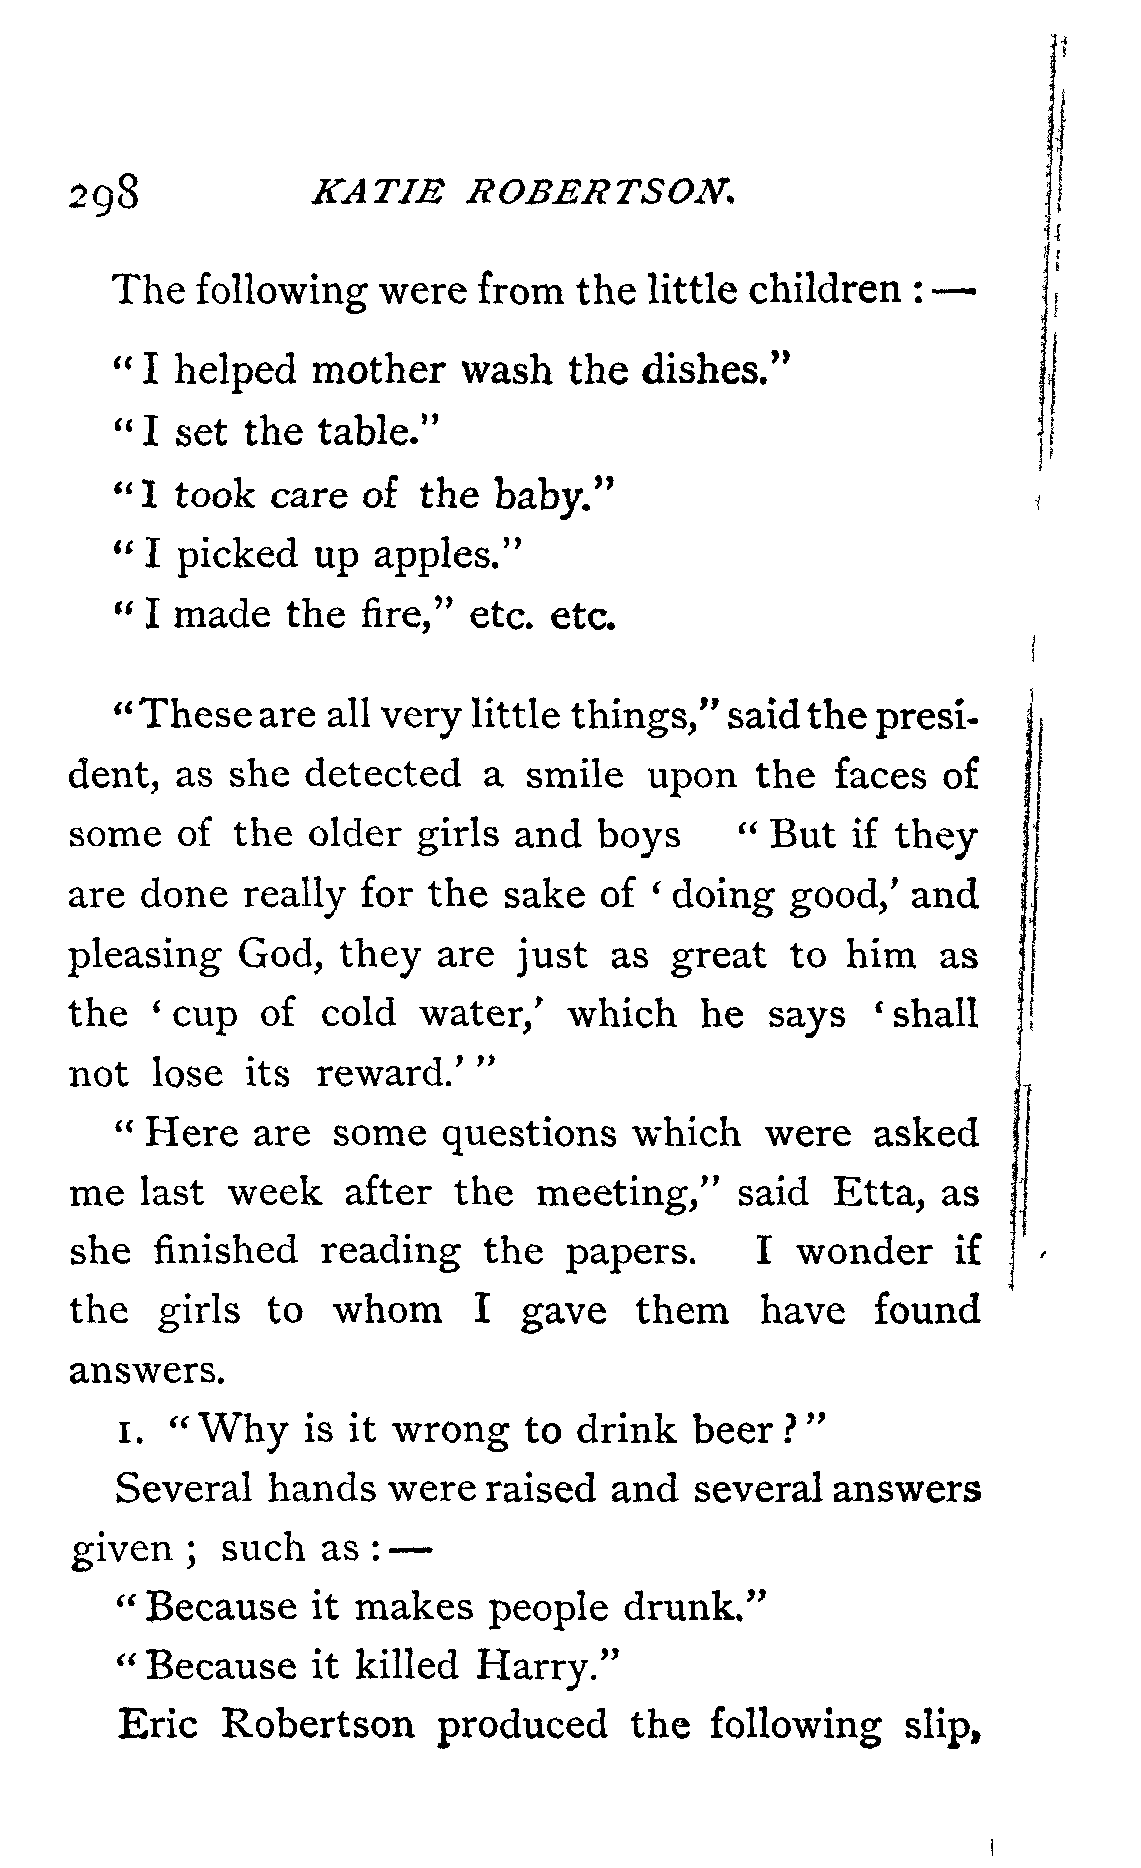 298 KATIE ROBERTSON.
The following were from the little children : —
“ I helped mother wash the dishes.”
“ I set the table.”
“ I took care of the baby.”
“ I picked up apples.”
“ I made the fire,” etc. etc.
“These are all very little things,” said the presi-
dent, as she detected a smile upon the faces of
some of the older girls and boys “ But if they
are done really for the sake of ‘ doing good,’ and
pleasing God, they are just as great to him as
the ‘ cup of cold water,’ which he says ‘ shall
not lose its reward.’ ”
“ Here are some questions which were asked
me last week after the meeting,” said Etta, as
she finished reading the papers. I wonder if
the girls to whom I gave them have found
answers.
1. “ Why is it wrong to drink beer ? ”
Several hands were raised and several answers
given ; such as : —
“ Because it makes people drunk.”
“ Because it killed Harry.”
Eric Robertson produced the following slip,